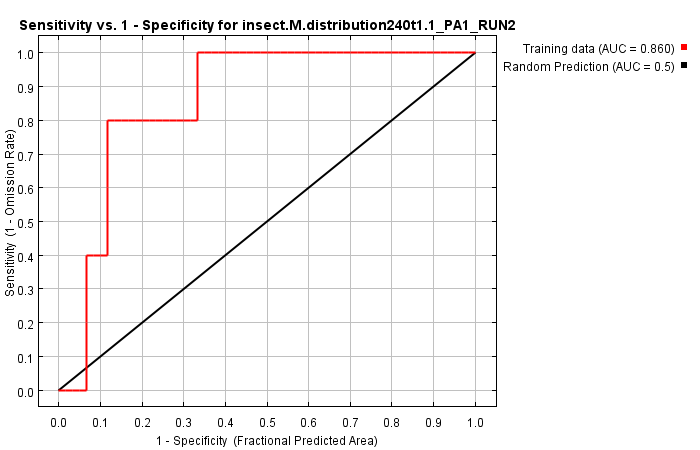 Sensitivity vs. 1 - Specificity for insect.M.distribution240t1.1_PA1_RUN2
Training data (AUC = 0.860)
Random Prediction (AUC = 0.5)
Sensitivity (1 - Omission Rate)
1.0
0.9
0.8
0.7
0.6
0.5
0.4
0.3
0.2
0.1
0.0
0.0 0.1 0.2 0.3 0.4 0.5 0.6 0.7 0.8 0.9 1.0
1 - Specificity (Fractional Predicted Area)